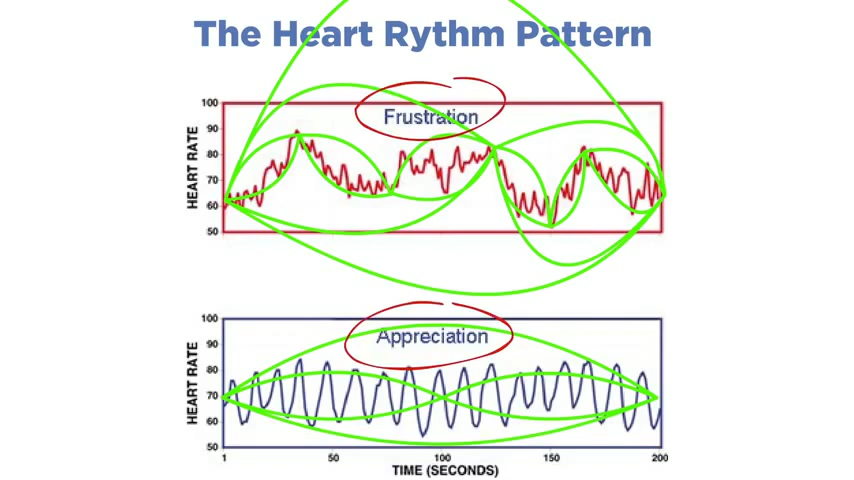 The Heart Rythm Pattern
Frustration
HEART RATE
100
90
80
70
60
50
Appreciation
HEART RATE
100
90
80
70
60
50
1 50 100 150 200
TIME (SECONDS)